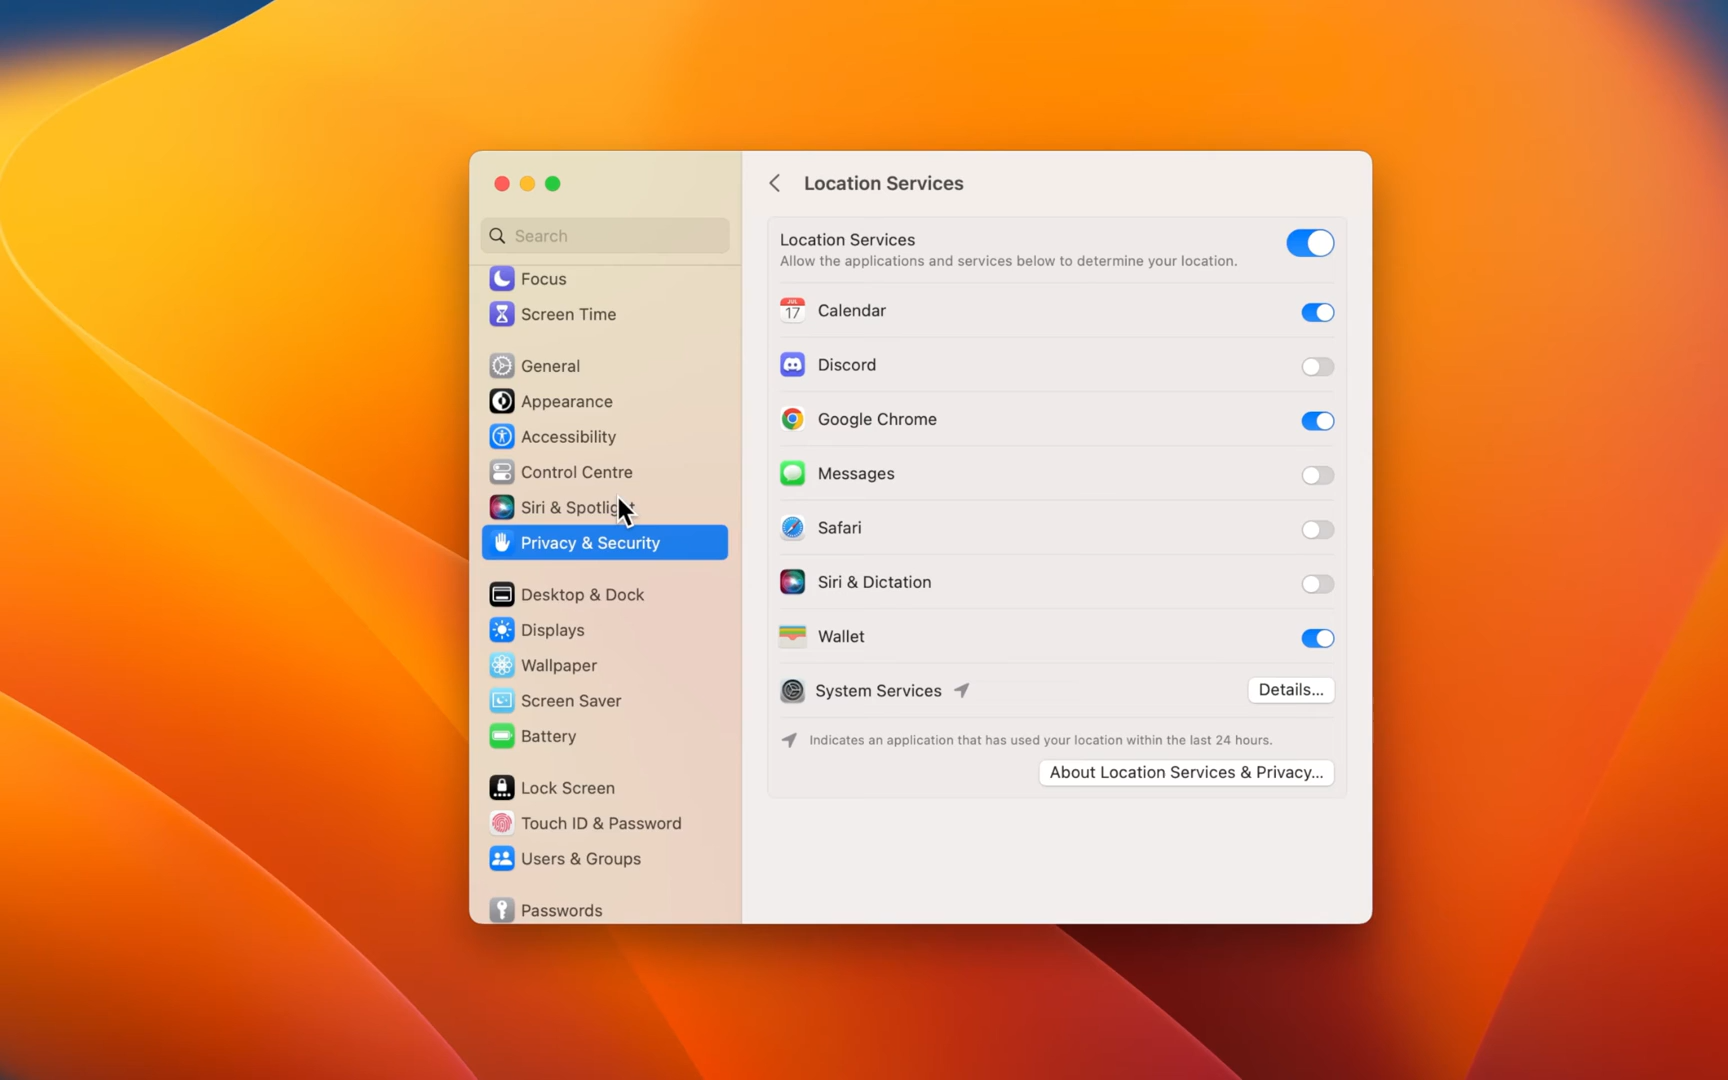 Search
Focus
Screen Time
General
Appearance
Accessibility
Control Centre
Siri & Spotlight
Privacy & Security
Desktop & Dock
Displays
Wallpaper
Screen Saver
Battery
Lock Screen
Touch ID & Password
Users & Groups
Passwords
Location Services
Location Services
Allow the applications and services below to determine your location.
JUL
17
Calendar
Discord
Google Chrome
Messages
Safari
Siri & Dictation
Wallet
System Services
Details...
Indicates an application that has used your location within the last 24 hours.
About Location Services & Privacy...